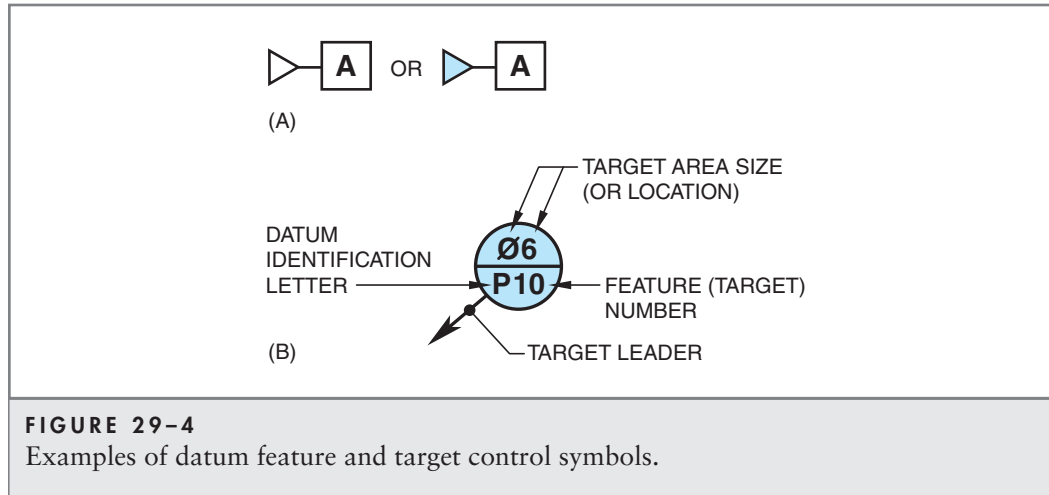 A OR A
(A)
TARGET AREA SIZE
(OR LOCATION)
DATUM
IDENTIFICATION
LETTER
Ø6
P10
FEATURE (TARGET)
NUMBER
(B)
TARGET LEADER
FIGURE 29–4
Examples of datum feature and target control symbols.